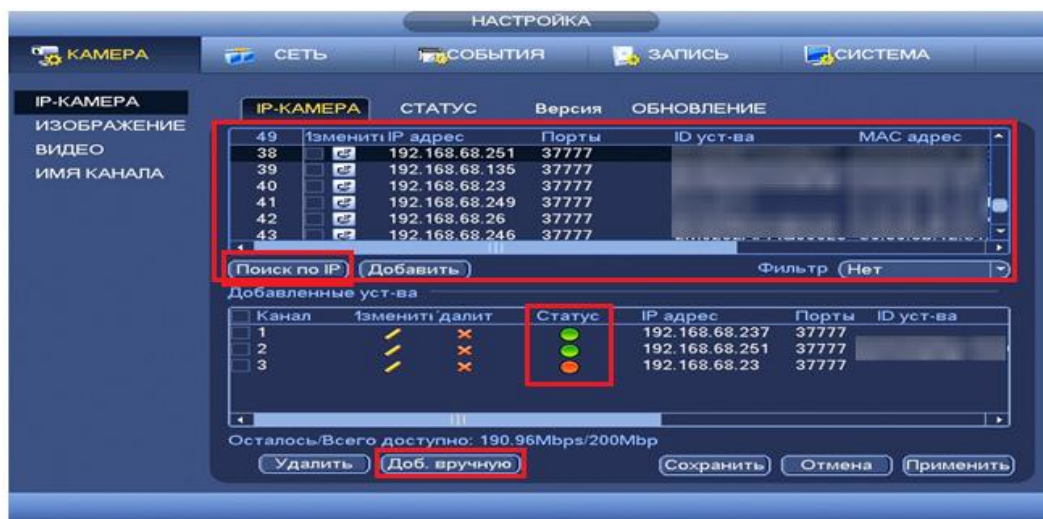 НАСТРОЙКА
КАМЕРА СЕТЬ СОБЫТИЯ ЗАПИСЬ СИСТЕМА
IP-КАМЕРА
ИЗОБРАЖЕНИЕ
ВИДЕО
ИМЯ КАНАЛА
IP-КАМЕРА СТАТУС Версия ОБНОВЛЕНИЕ
49 Изменить IP адрес Порты ID уст-ва MAC адрес
38 192.168.68.251 37777
39 192.168.68.135 37777
40 192.168.68.23 37777
41 192.168.68.249 37777
42 192.168.68.26 37777
43 192.168.68.246 37777
Поиск по IP Добавить Фильтр Нет
Добавленные уст-ва
Канал Изменить далит Статус IP адрес Порты ID уст-ва
1 192.168.68.237 37777
2 192.168.68.251 37777
3 192.168.68.23 37777
Осталось/Всего доступно: 190.96Mbps/200Mbp
Удалить Доб. вручную Сохранить Отмена Применить